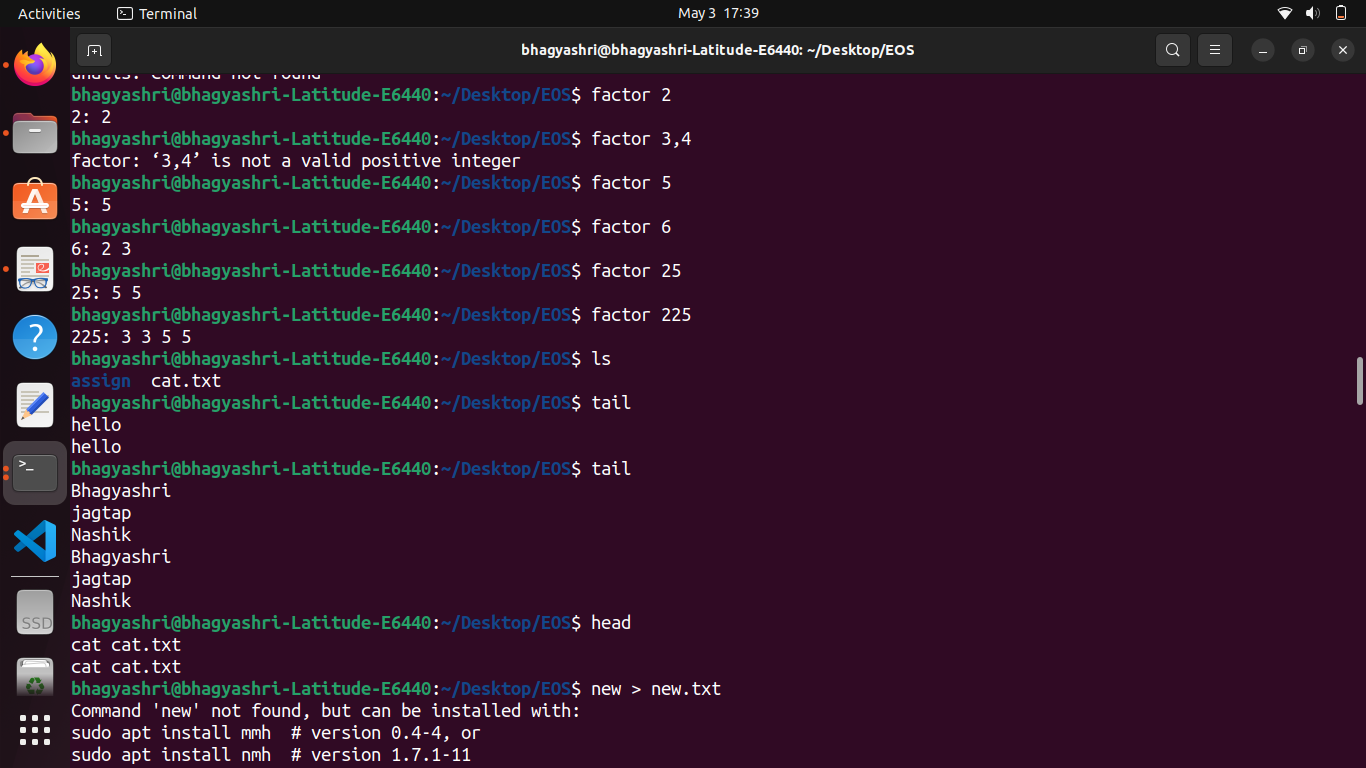 Activities
Terminal
May 3 17:39
bhagyashri@bhagyashri-Latitude-E6440: ~/Desktop/EOS
Command not found
bhagyashri@bhagyashri-Latitude-E6440:~/Desktop/EOS$ factor 2
2: 2
bhagyashri@bhagyashri-Latitude-E6440:~/Desktop/EOS$ factor 3,4
factor: ‘3,4’ is not a valid positive integer
bhagyashri@bhagyashri-Latitude-E6440:~/Desktop/EOS$ factor 5
5: 5
bhagyashri@bhagyashri-Latitude-E6440:~/Desktop/EOS$ factor 6
6: 2 3
bhagyashri@bhagyashri-Latitude-E6440:~/Desktop/EOS$ factor 25
25: 5 5
bhagyashri@bhagyashri-Latitude-E6440:~/Desktop/EOS$ factor 225
225: 3 3 5 5
bhagyashri@bhagyashri-Latitude-E6440:~/Desktop/EOS$ ls
assign cat.txt
bhagyashri@bhagyashri-Latitude-E6440:~/Desktop/EOS$ tail
hello
hello
bhagyashri@bhagyashri-Latitude-E6440:~/Desktop/EOS$ tail
Bhagyashri
jagtap
Nashik
Bhagyashri
jagtap
Nashik
bhagyashri@bhagyashri-Latitude-E6440:~/Desktop/EOS$ head
cat cat.txt
cat cat.txt
bhagyashri@bhagyashri-Latitude-E6440:~/Desktop/EOS$ new > new.txt
Command 'new' not found, but can be installed with:
sudo apt install mmh # version 0.4-4, or
sudo apt install nmh # version 1.7.1-11
SSD